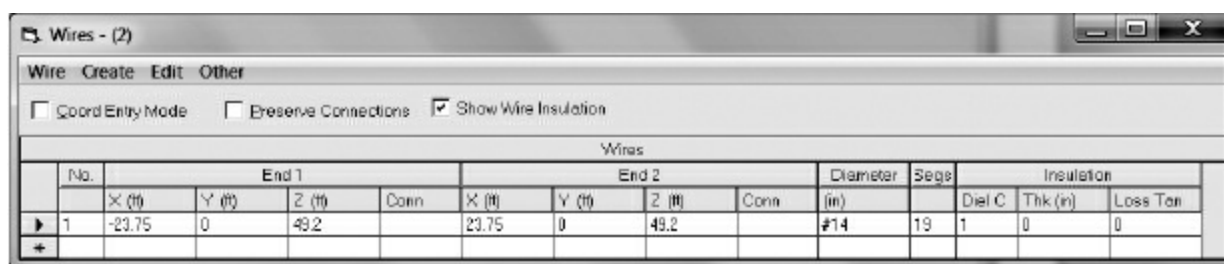 Wires - (2)
Wire Create Edit Other
Coord Entry Mode Preserve Connections Show Wire Insulation
Wires
No. End 1 End 2 Diameter Segs Insulation
X (ft) Y (ft) Z (ft) Conn X (ft) Y (ft) Z (ft) Conn (in) Diel C Thk (in) Loss Tan
1 -23.75 0 49.2 23.75 0 49.2 #14 19 1 0 0